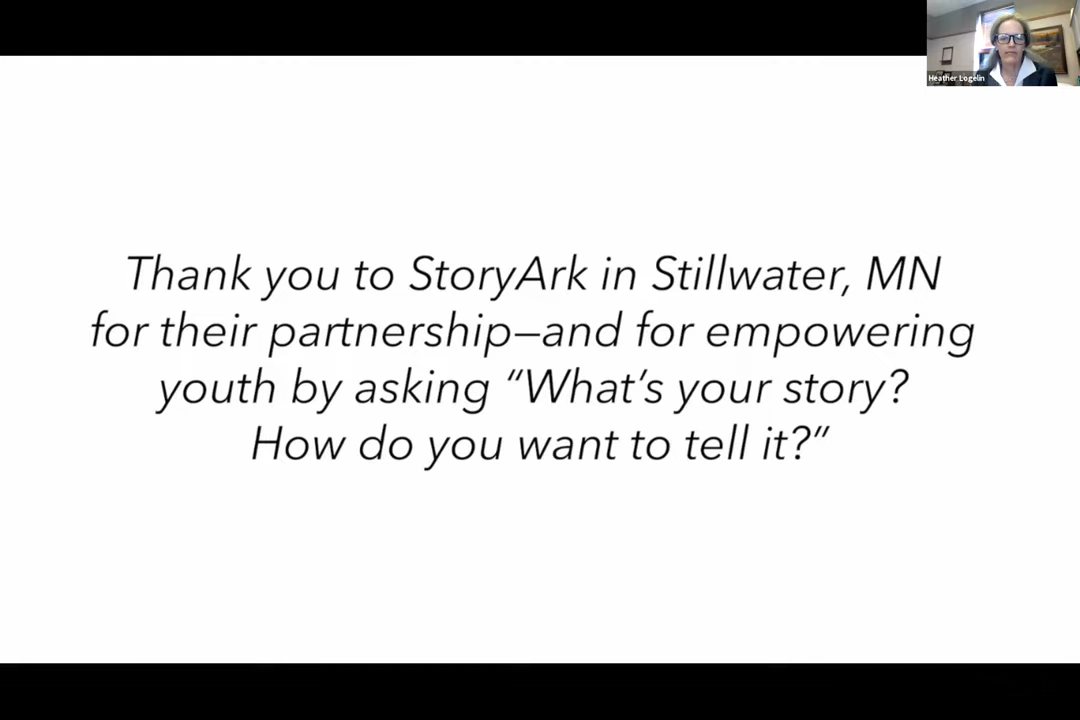 Heather Logelin
Thank you to StoryArk in Stillwater, MN
for their partnership—and for empowering
youth by asking “What’s your story?
How do you want to tell it?”